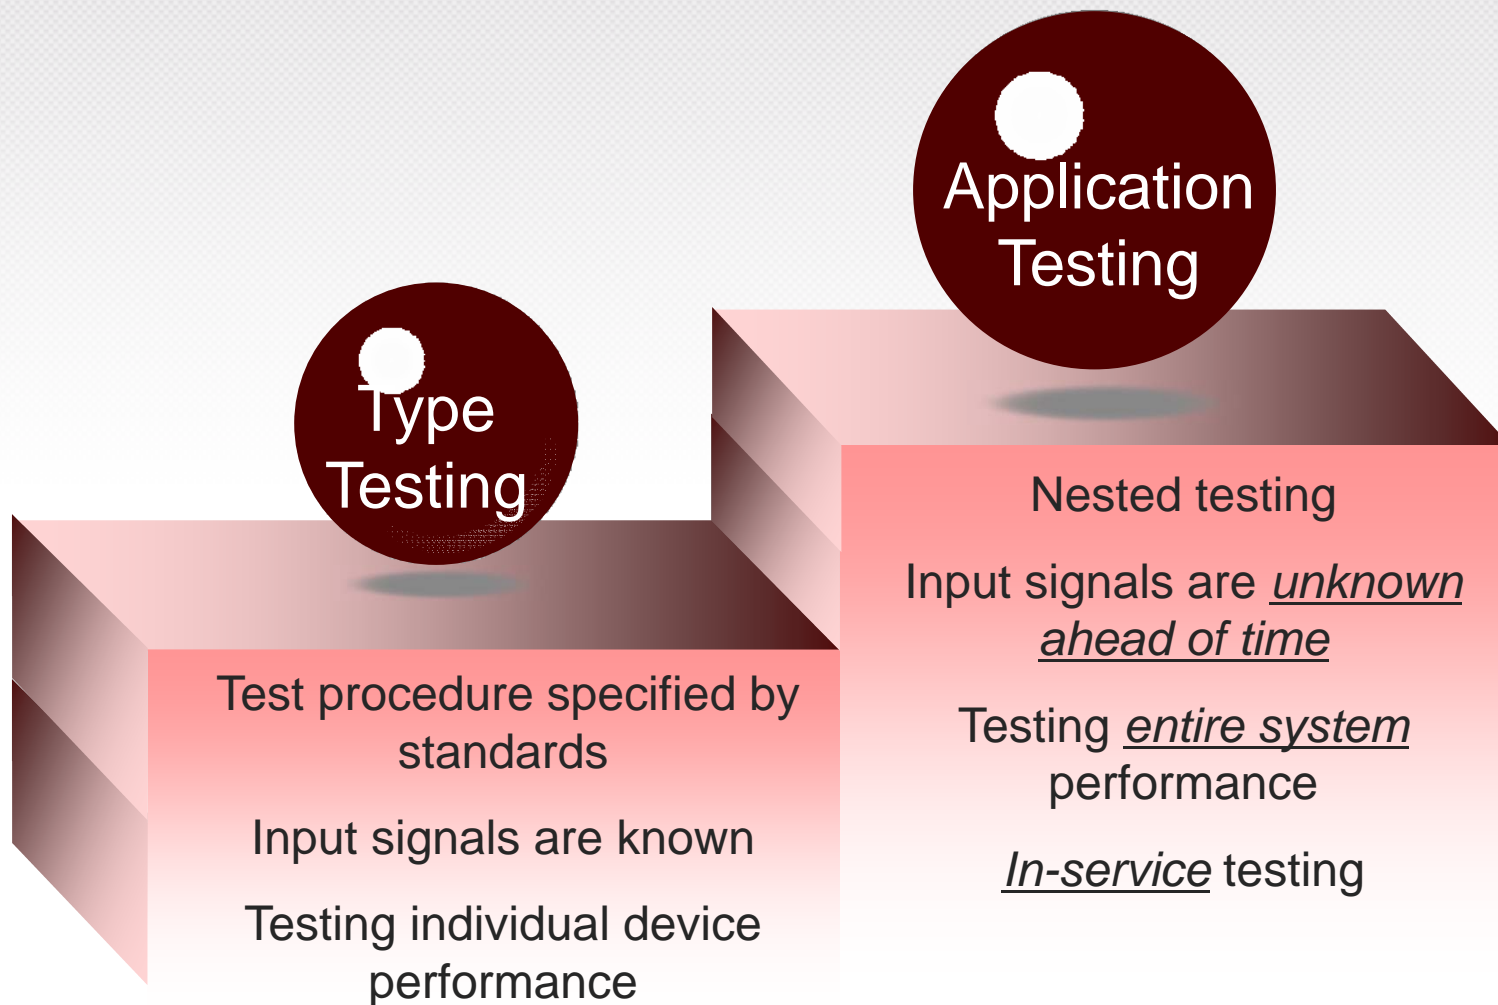 Type
Testing
Test procedure specified by
standards
Input signals are known
Testing individual device
performance
Application
Testing
Nested testing
Input signals are unknown
ahead of time
Testing entire system
performance
In-service testing